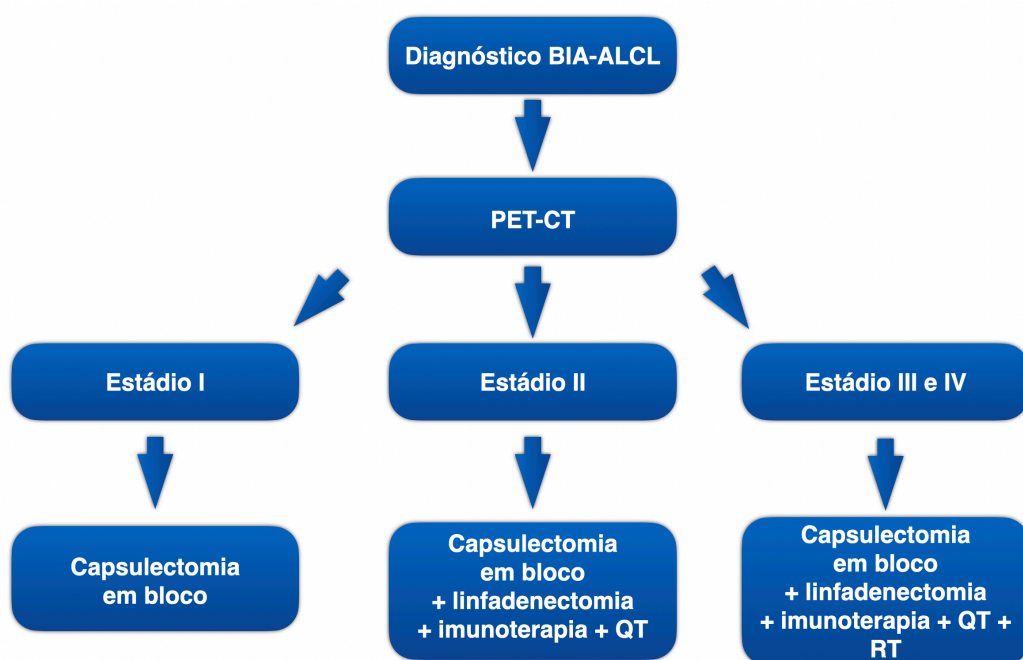 Diagnóstico BIA-ALCL
PET-CT
Estádio I
Estádio II
Estádio III e IV
Capsulectomia
em bloco
Capsulectomia
em bloco
+ linfadenectomia
+ imunoterapia + QT
Capsulectomia
em bloco
+ linfadenectomia
+ imunoterapia + QT +
RT